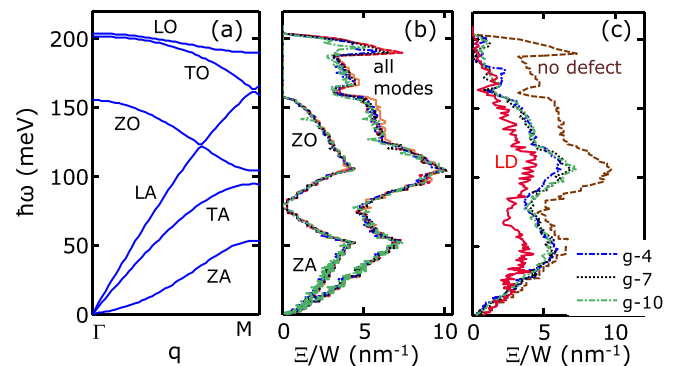 (a)
(b)
(c)
200
150
100
50
0
ħω (meV)
LO
TO
ZO
LA
TA
ZA
Γ
M
q
all
modes
ZO
ZA
0
5
10
Ξ/W (nm⁻¹)
no defect
LD
g-4
g-7
g-10
0
5
10
Ξ/W (nm⁻¹)